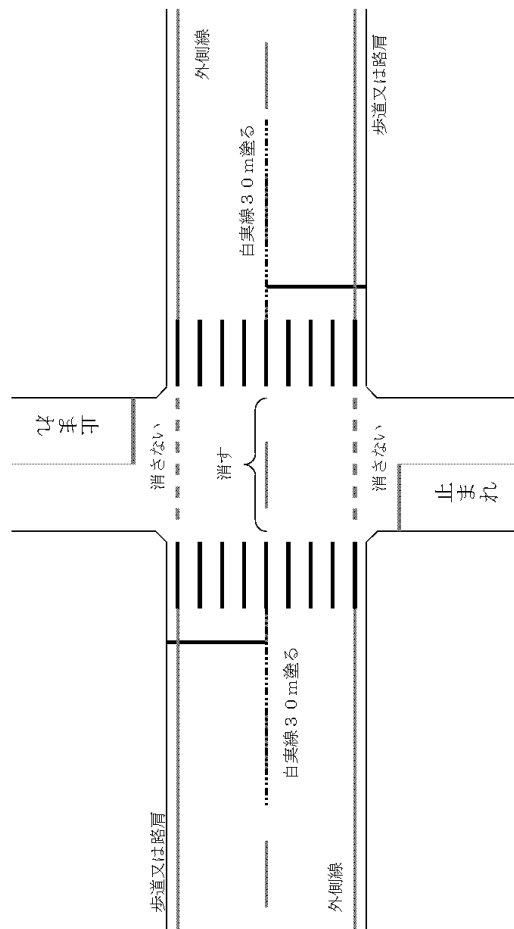 外側線
歩道又は路肩
白実線３０ｍ塗る
止まれ
消さない
消す
消さない
止まれ
白実線３０ｍ塗る
歩道又は路肩
外側線